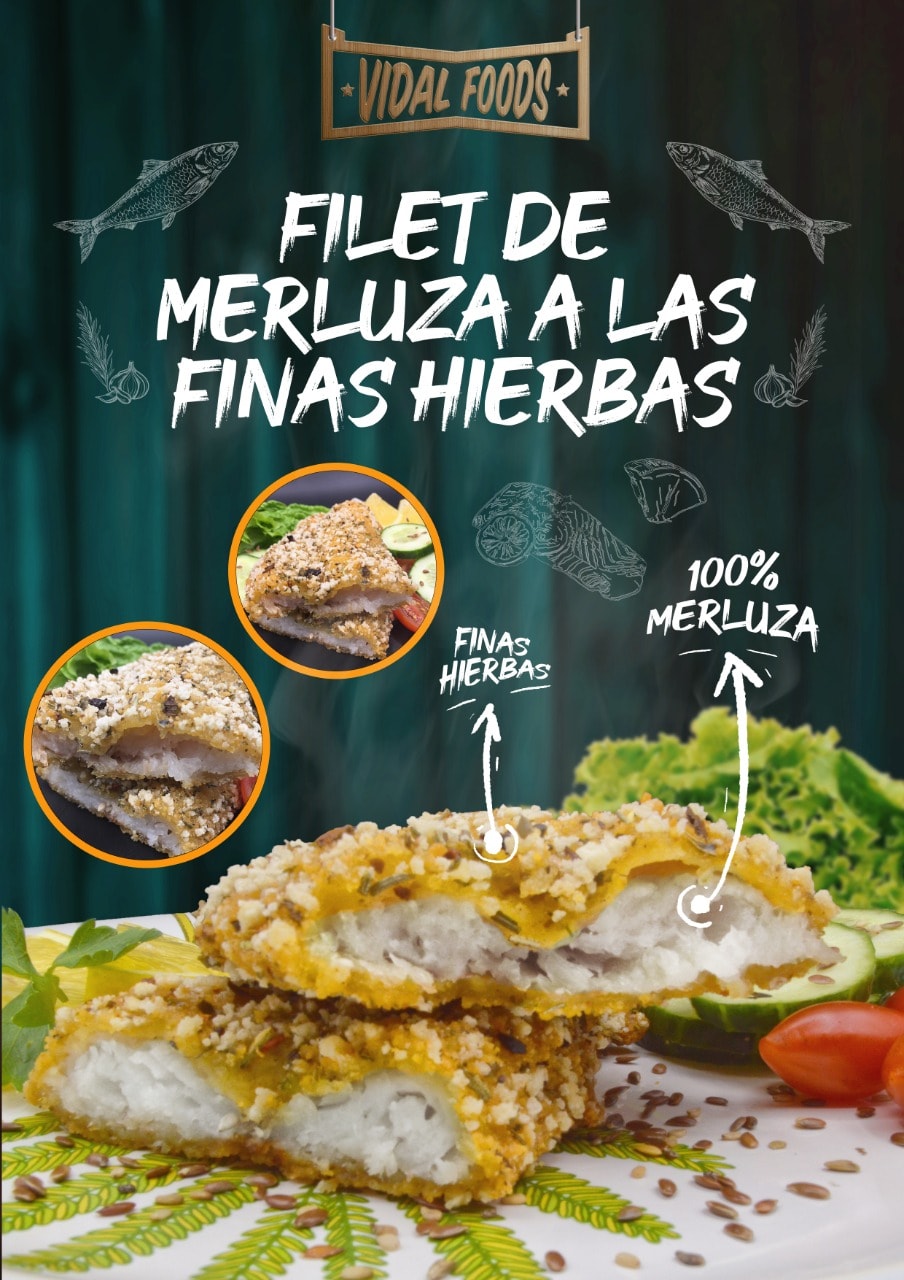 VIDAL FOODS
FILET DE
MERLUZA A LAS
FINAS HIERBAS
100%
MERLUZA
FINAS
HIERBAS